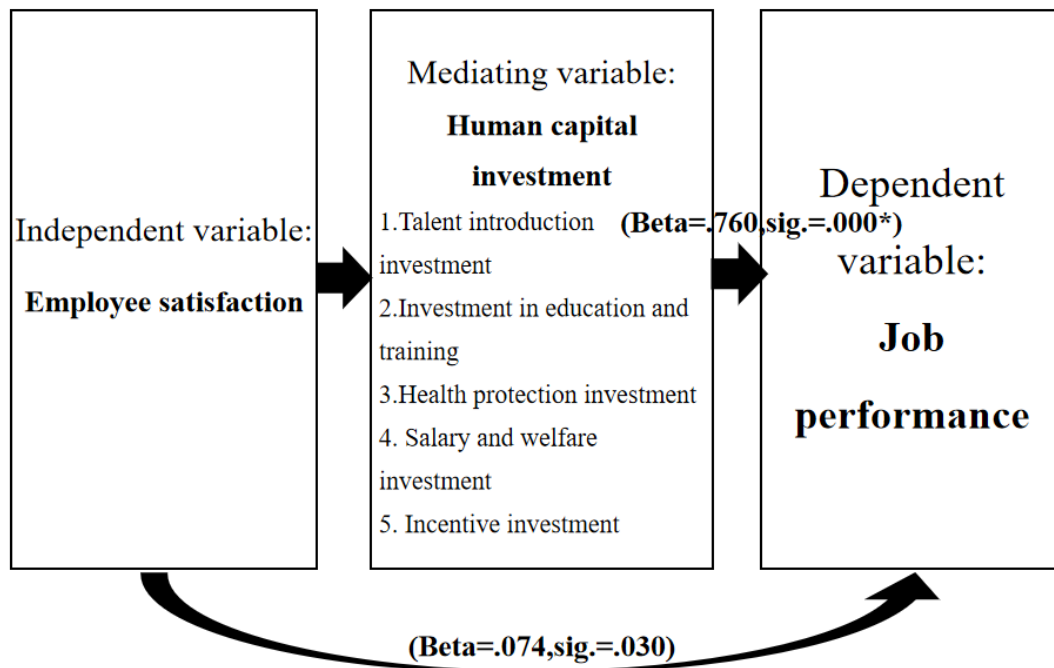 Independent variable:
Employee satisfaction
Mediating variable:
Human capital
investment
1.Talent introduction
investment
2.Investment in education and
training
3.Health protection investment
4. Salary and welfare
investment
5. Incentive investment
(Beta=.760,sig.=.000*)
Dependent
variable:
Job
performance
(Beta=.074,sig.=.030)